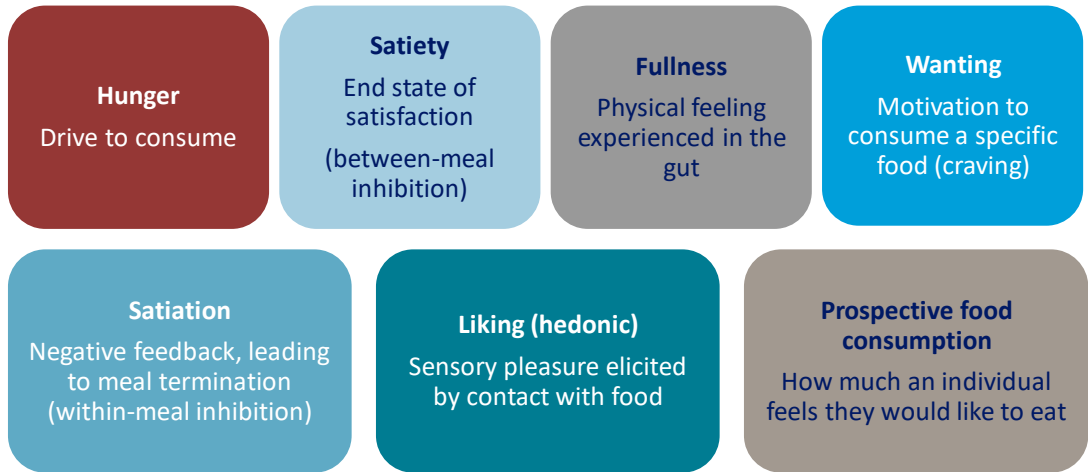 Hunger
Drive to consume
Satiety
End state of
satisfaction
(between-meal
inhibition)
Fullness
Physical feeling
experienced in the
gut
Wanting
Motivation to
consume a specific
food (craving)
Satiation
Negative feedback, leading
to meal termination
(within-meal inhibition)
Liking (hedonic)
Sensory pleasure elicited
by contact with food
Prospective food
consumption
How much an individual
feels they would like to eat